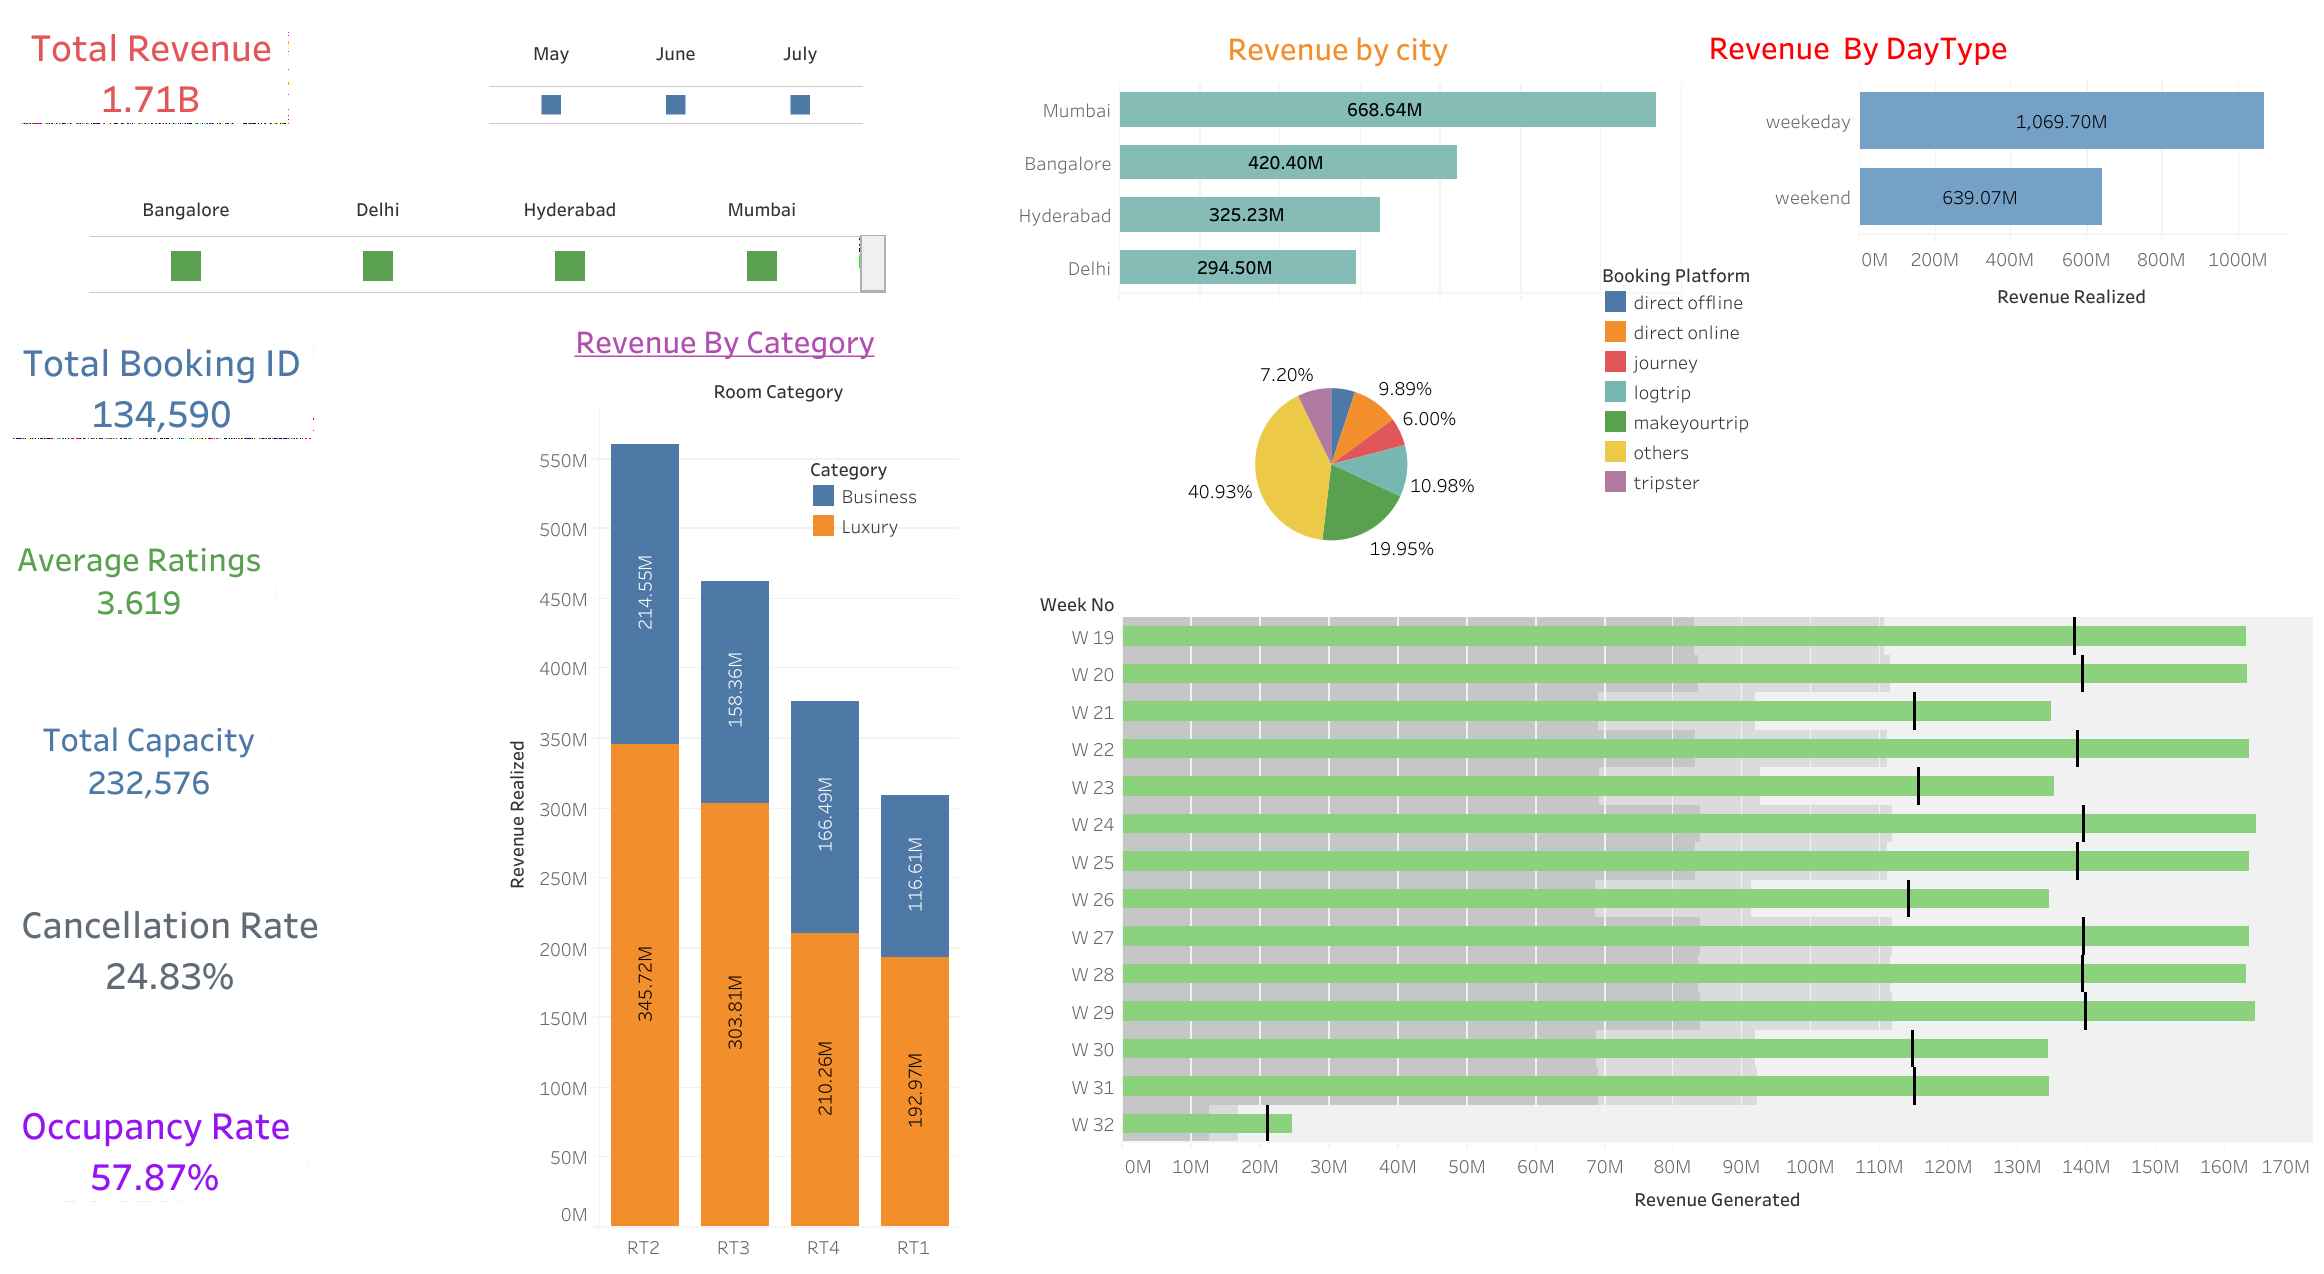 Total Revenue
1.71B
May June July
Bangalore Delhi Hyderabad Mumbai
Total Booking ID
134,590
Average Ratings
3.619
Total Capacity
232,576
Cancellation Rate
24.83%
Occupancy Rate
57.87%
Revenue By Category
Room Category
Category
Business
Luxury
550M
500M
450M
400M
350M
300M
250M
200M
150M
100M
50M
0M
Revenue Realized
214.55M
345.72M
158.36M
303.81M
166.49M
210.26M
116.61M
192.97M
RT2 RT3 RT4 RT1
Revenue by city
Mumbai 668.64M
Bangalore 420.40M
Hyderabad 325.23M
Delhi 294.50M
Revenue By DayType
weekeday 1,069.70M
weekend 639.07M
0M 200M 400M 600M 800M 1000M
Revenue Realized
Booking Platform
direct offline
direct online
journey
logtrip
makeyourtrip
others
tripster
7.20%
9.89%
6.00%
10.98%
19.95%
40.93%
Week No
W 19
W 20
W 21
W 22
W 23
W 24
W 25
W 26
W 27
W 28
W 29
W 30
W 31
W 32
0M 10M 20M 30M 40M 50M 60M 70M 80M 90M 100M 110M 120M 130M 140M 150M 160M 170M
Revenue Generated